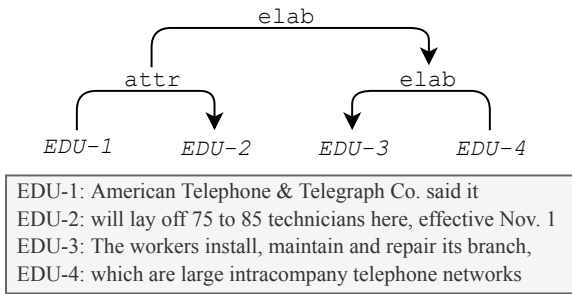 elab
attr elab
EDU-1 EDU-2 EDU-3 EDU-4
EDU-1: American Telephone & Telegraph Co. said it
EDU-2: will lay off 75 to 85 technicians here, effective Nov. 1
EDU-3: The workers install, maintain and repair its branch,
EDU-4: which are large intracompany telephone networks